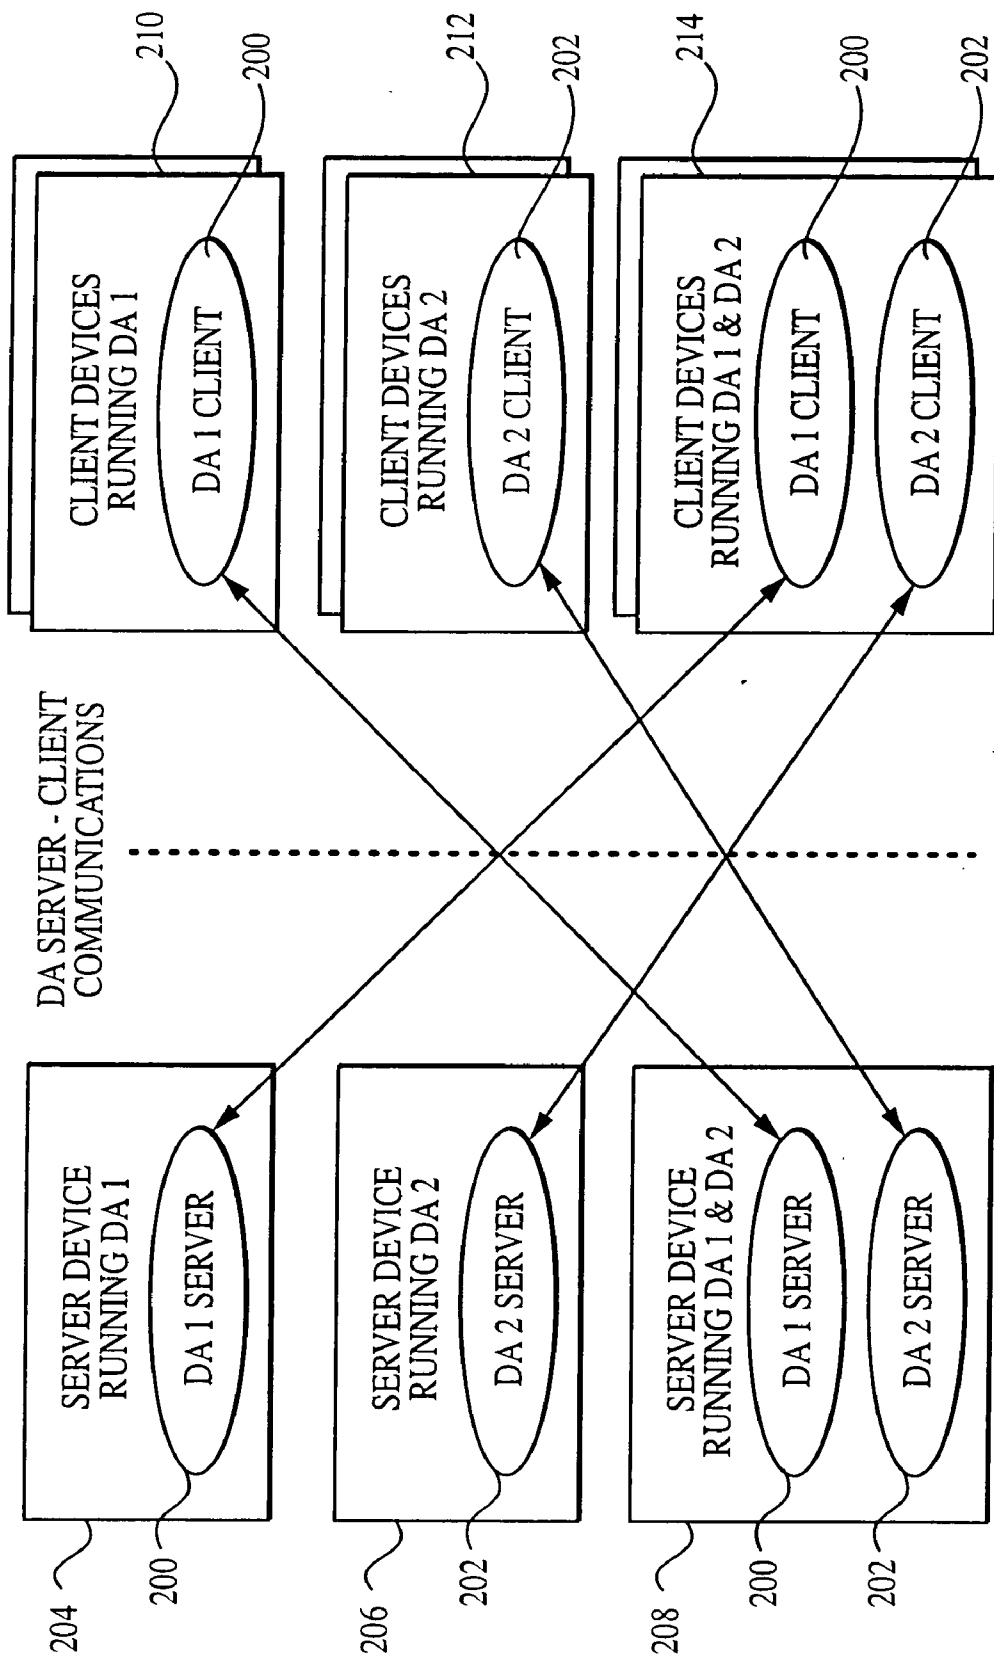 DA SERVER - CLIENT
COMMUNICATIONS
204
SERVER DEVICE
RUNNING DA 1
DA 1 SERVER
200
206
SERVER DEVICE
RUNNING DA 2
DA 2 SERVER
202
208
SERVER DEVICE
RUNNING DA 1 & DA 2
DA 1 SERVER
200
DA 2 SERVER
202
CLIENT DEVICES
RUNNING DA 1
210
DA 1 CLIENT
200
CLIENT DEVICES
RUNNING DA 2
212
DA 2 CLIENT
202
CLIENT DEVICES
RUNNING DA 1 & DA 2
214
DA 1 CLIENT
200
DA 2 CLIENT
202